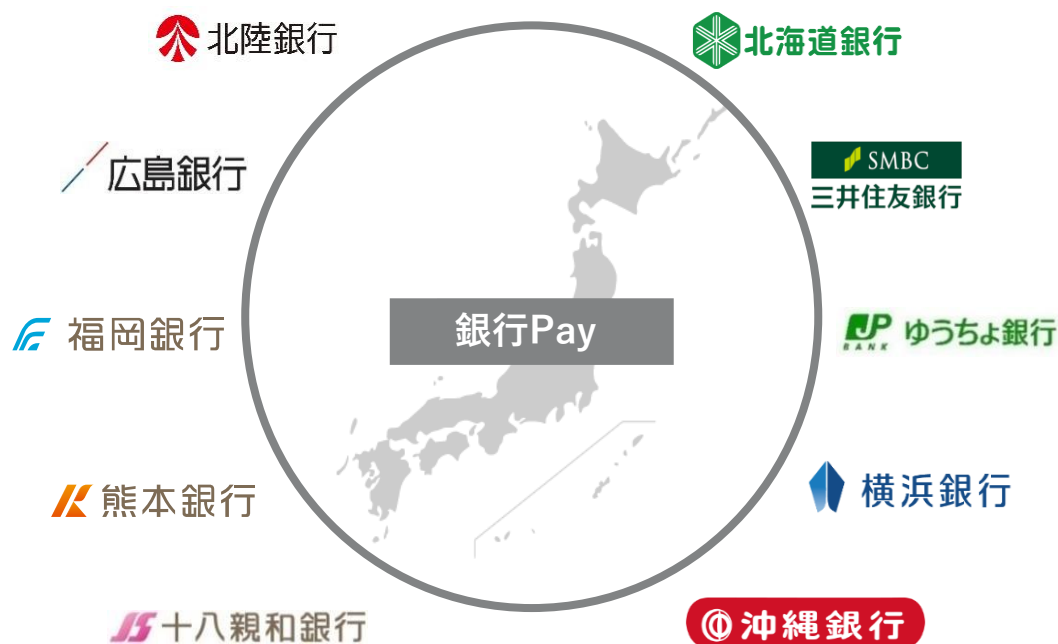 北陸銀行
北海道銀行
広島銀行
SMBC
三井住友銀行
銀行Pay
福岡銀行
JP
BANK
ゆうちょ銀行
熊本銀行
横浜銀行
十八親和銀行
沖縄銀行